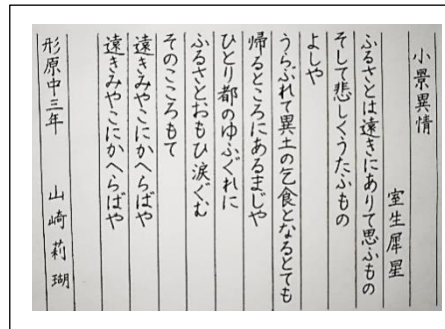 小景異情
室生犀星
ふるさとは遠きにありて思ふもの
そして悲しくうたふもの
よしや
うらぶれて異土の乞食となるとても
帰るところにあるまじや
ひとり都のゆふぐれに
ふるさとおもひ涙ぐむ
そのこころもて
遠きみやこにかへらばや
遠きみやこにかへらばや
形原中三年 山崎莉瑚